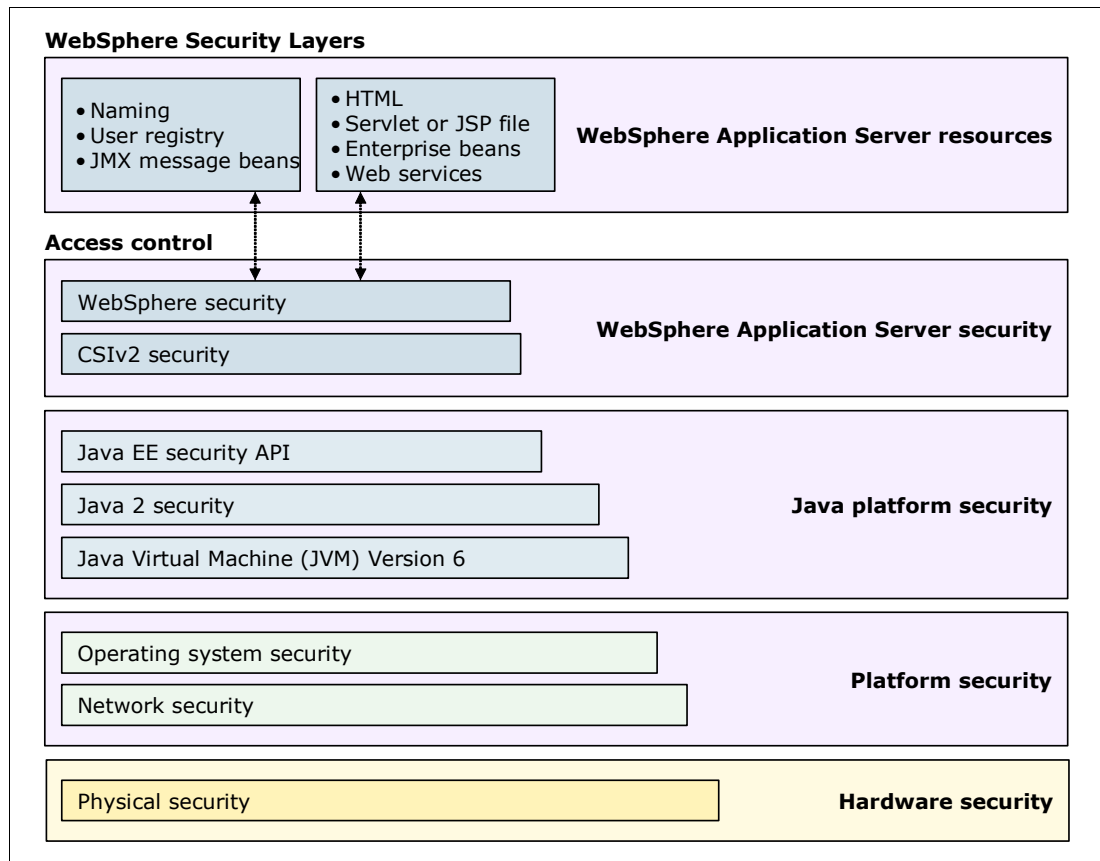 WebSphere Security Layers
• Naming
• User registry
• JMX message beans
• HTML
• Servlet or JSP file
• Enterprise beans
• Web services
WebSphere Application Server resources
Access control
WebSphere security
CSIv2 security
WebSphere Application Server security
Java EE security API
Java 2 security
Java Virtual Machine (JVM) Version 6
Java platform security
Operating system security
Network security
Platform security
Physical security
Hardware security